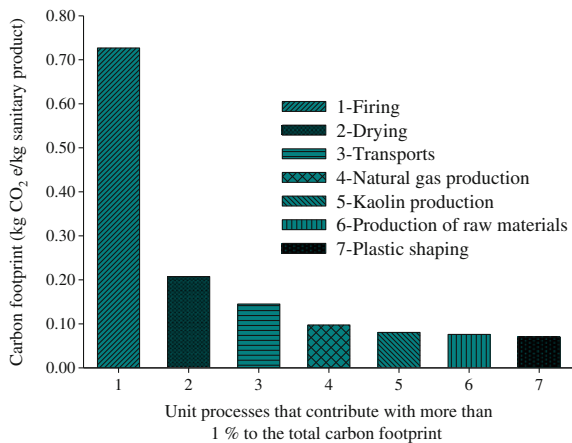 Carbon footprint (kg CO₂ e/kg sanitary product)
0.80
0.70
0.60
0.50
0.40
0.30
0.20
0.10
0.00
1-Firing
2-Drying
3-Transports
4-Natural gas production
5-Kaolin production
6-Production of raw materials
7-Plastic shaping
1 2 3 4 5 6 7
Unit processes that contribute with more than
1 % to the total carbon footprint